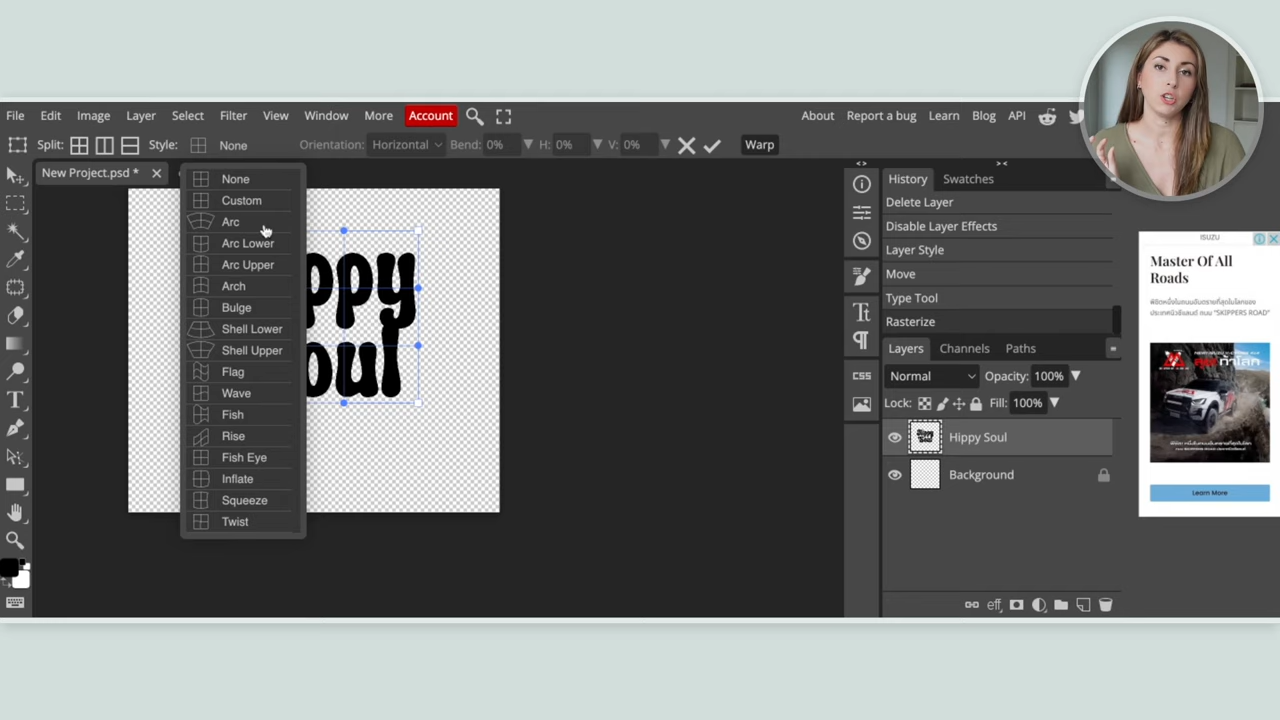 File Edit Image Layer Select Filter View Window More Account
About Report a bug Learn Blog API
Split: Style: None Orientation: Horizontal Bend: 0% H: 0% V: 0% Warp
New Project.psd *
None
Custom
Arc
Arc Lower
Arc Upper
Arch
Bulge
Shell Lower
Shell Upper
Flag
Wave
Fish
Rise
Fish Eye
Inflate
Squeeze
Twist
ppy
oul
CSS
History Swatches
Delete Layer
Disable Layer Effects
Layer Style
Move
Type Tool
Rasterize
Layers Channels Paths
Normal Opacity: 100%
Lock: Fill: 100%
Hippy Soul
Background
eff
ISUZU
Master Of All
Roads
"SKIPPERS ROAD"
Learn More